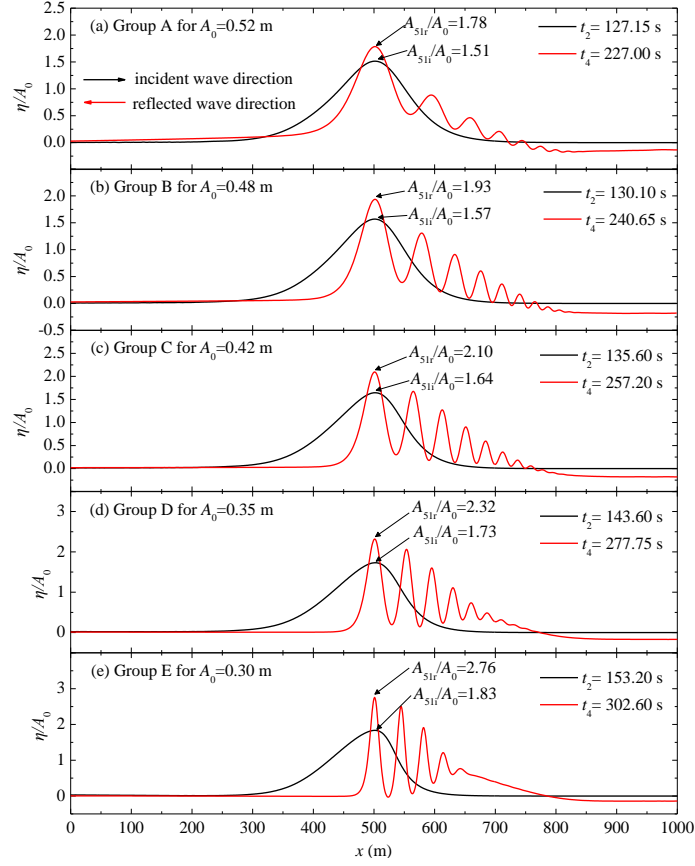 (a) Group A for A₀=0.52 m
A₅₁ᵣ/A₀=1.78
A₅₁ᵢ/A₀=1.51
t₂= 127.15 s
t₄= 227.00 s
incident wave direction
reflected wave direction
η/A₀
2.5
2.0
1.5
1.0
0.5
0.0
(b) Group B for A₀=0.48 m
A₅₁ᵣ/A₀=1.93
A₅₁ᵢ/A₀=1.57
t₂= 130.10 s
t₄= 240.65 s
η/A₀
2.0
1.5
1.0
0.5
0.0
-0.5
(c) Group C for A₀=0.42 m
A₅₁ᵣ/A₀=2.10
A₅₁ᵢ/A₀=1.64
t₂= 135.60 s
t₄= 257.20 s
η/A₀
2.5
2.0
1.5
1.0
0.5
0.0
(d) Group D for A₀=0.35 m
A₅₁ᵣ/A₀=2.32
A₅₁ᵢ/A₀=1.73
t₂= 143.60 s
t₄= 277.75 s
η/A₀
3
2
1
0
(e) Group E for A₀=0.30 m
A₅₁ᵣ/A₀=2.76
A₅₁ᵢ/A₀=1.83
t₂= 153.20 s
t₄= 302.60 s
η/A₀
3
2
1
0
0 100 200 300 400 500 600 700 800 900 1000
x (m)